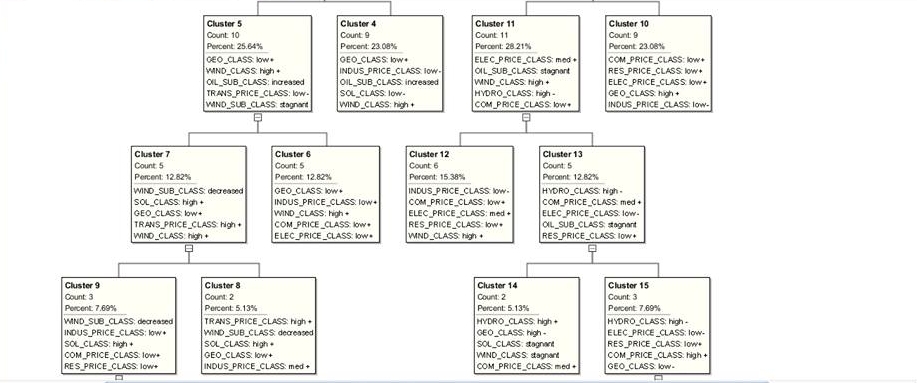 Cluster 5
Count: 10
Percent: 25.64%
GEO_CLASS: low+
WIND_CLASS: high +
OIL_SUB_CLASS: increased
TRANS_PRICE_CLASS: low-
WIND_SUB_CLASS: stagnant
Cluster 4
Count: 9
Percent: 23.08%
GEO_CLASS: low+
INDUS_PRICE_CLASS: low-
OIL_SUB_CLASS: increased
SOL_CLASS: low-
WIND_CLASS: high +
Cluster 11
Count: 11
Percent: 28.21%
ELEC_PRICE_CLASS: med +
OIL_SUB_CLASS: stagnant
WIND_CLASS: high +
HYDRO_CLASS: high -
COM_PRICE_CLASS: low+
Cluster 10
Count: 9
Percent: 23.08%
COM_PRICE_CLASS: low+
RES_PRICE_CLASS: low+
ELEC_PRICE_CLASS: low+
GEO_CLASS: high +
INDUS_PRICE_CLASS: low-
Cluster 7
Count: 5
Percent: 12.82%
WIND_SUB_CLASS: decreased
SOL_CLASS: high +
GEO_CLASS: low+
TRANS_PRICE_CLASS: high +
WIND_CLASS: high +
Cluster 6
Count: 5
Percent: 12.82%
GEO_CLASS: low+
INDUS_PRICE_CLASS: low+
WIND_CLASS: high +
COM_PRICE_CLASS: low+
ELEC_PRICE_CLASS: low+
Cluster 12
Count: 6
Percent: 15.38%
INDUS_PRICE_CLASS: low-
COM_PRICE_CLASS: low+
ELEC_PRICE_CLASS: med +
RES_PRICE_CLASS: low+
WIND_CLASS: high +
Cluster 13
Count: 5
Percent: 12.82%
HYDRO_CLASS: high -
COM_PRICE_CLASS: med +
ELEC_PRICE_CLASS: low-
OIL_SUB_CLASS: stagnant
RES_PRICE_CLASS: low+
Cluster 9
Count: 3
Percent: 7.69%
WIND_SUB_CLASS: decreased
INDUS_PRICE_CLASS: low+
SOL_CLASS: high +
COM_PRICE_CLASS: low+
RES_PRICE_CLASS: low+
Cluster 8
Count: 2
Percent: 5.13%
TRANS_PRICE_CLASS: high +
WIND_SUB_CLASS: decreased
SOL_CLASS: high +
GEO_CLASS: low+
INDUS_PRICE_CLASS: med +
Cluster 14
Count: 2
Percent: 5.13%
HYDRO_CLASS: high +
GEO_CLASS: high -
SOL_CLASS: stagnant
WIND_CLASS: stagnant
COM_PRICE_CLASS: med +
Cluster 15
Count: 3
Percent: 7.69%
HYDRO_CLASS: high -
ELEC_PRICE_CLASS: low-
RES_PRICE_CLASS: low+
COM_PRICE_CLASS: high +
GEO_CLASS: low-